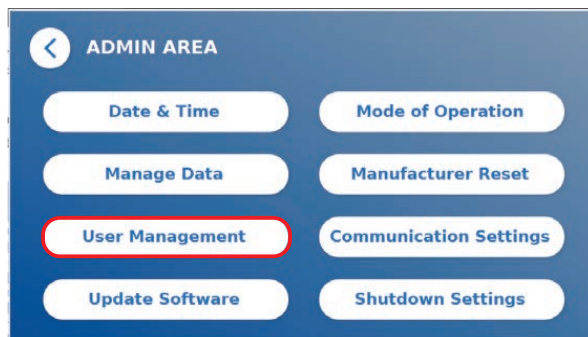 ADMIN AREA
Date & Time
Mode of Operation
Manage Data
Manufacturer Reset
User Management
Communication Settings
Update Software
Shutdown Settings